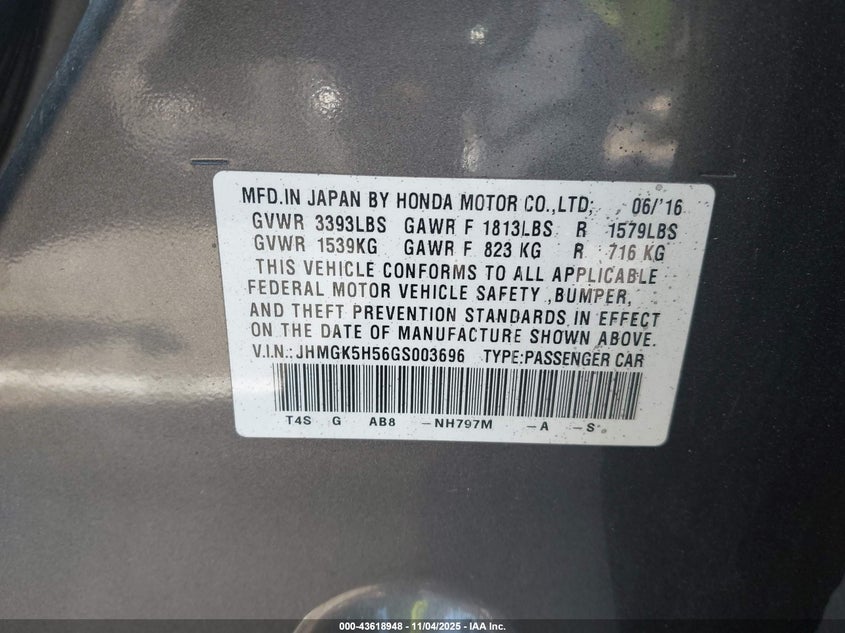 MFD.IN JAPAN BY HONDA MOTOR CO.,LTD; 06/'16
GVWR 3393LBS GAWR F 1813LBS R 1579LBS
GVWR 1539KG GAWR F 823 KG R 716 KG
THIS VEHICLE CONFORMS TO ALL APPLICABLE
FEDERAL MOTOR VEHICLE SAFETY ,BUMPER,
AND THEFT PREVENTION STANDARDS IN EFFECT
ON THE DATE OF MANUFACTURE SHOWN ABOVE.
V.I.N.:JHMGK5H56GS003696 TYPE:PASSENGER CAR
T4S G AB8 -NH797M -A -S
000-43618948 - 11/04/2025 - IAA Inc.